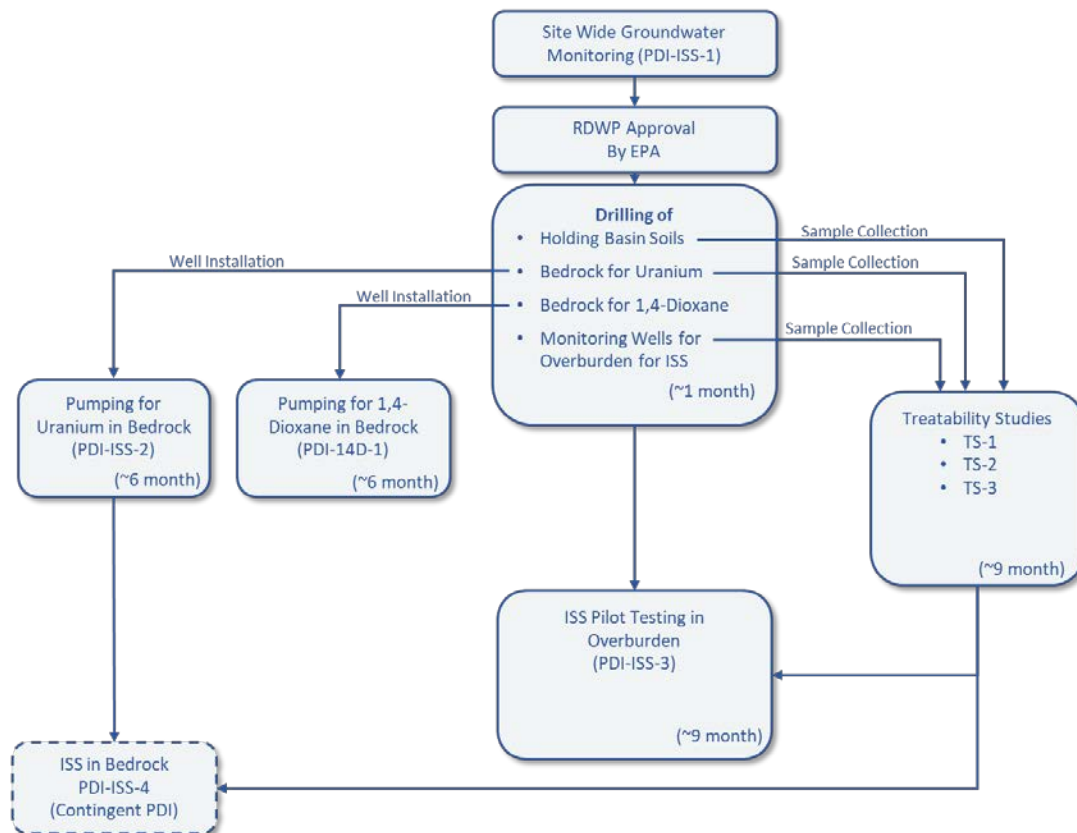 Site Wide Groundwater
Monitoring (PDI-ISS-1)
RDWP Approval
By EPA
Drilling of
• Holding Basin Soils
• Bedrock for Uranium
• Bedrock for 1,4-Dioxane
• Monitoring Wells for
Overburden for ISS
(~1 month)
Sample Collection
Sample Collection
Sample Collection
Well Installation
Well Installation
Pumping for
Uranium in Bedrock
(PDI-ISS-2)
(~6 month)
Pumping for 1,4-
Dioxane in Bedrock
(PDI-14D-1)
(~6 month)
Treatability Studies
• TS-1
• TS-2
• TS-3
(~9 month)
ISS Pilot Testing in
Overburden
(PDI-ISS-3)
(~9 month)
ISS in Bedrock
PDI-ISS-4
(Contingent PDI)